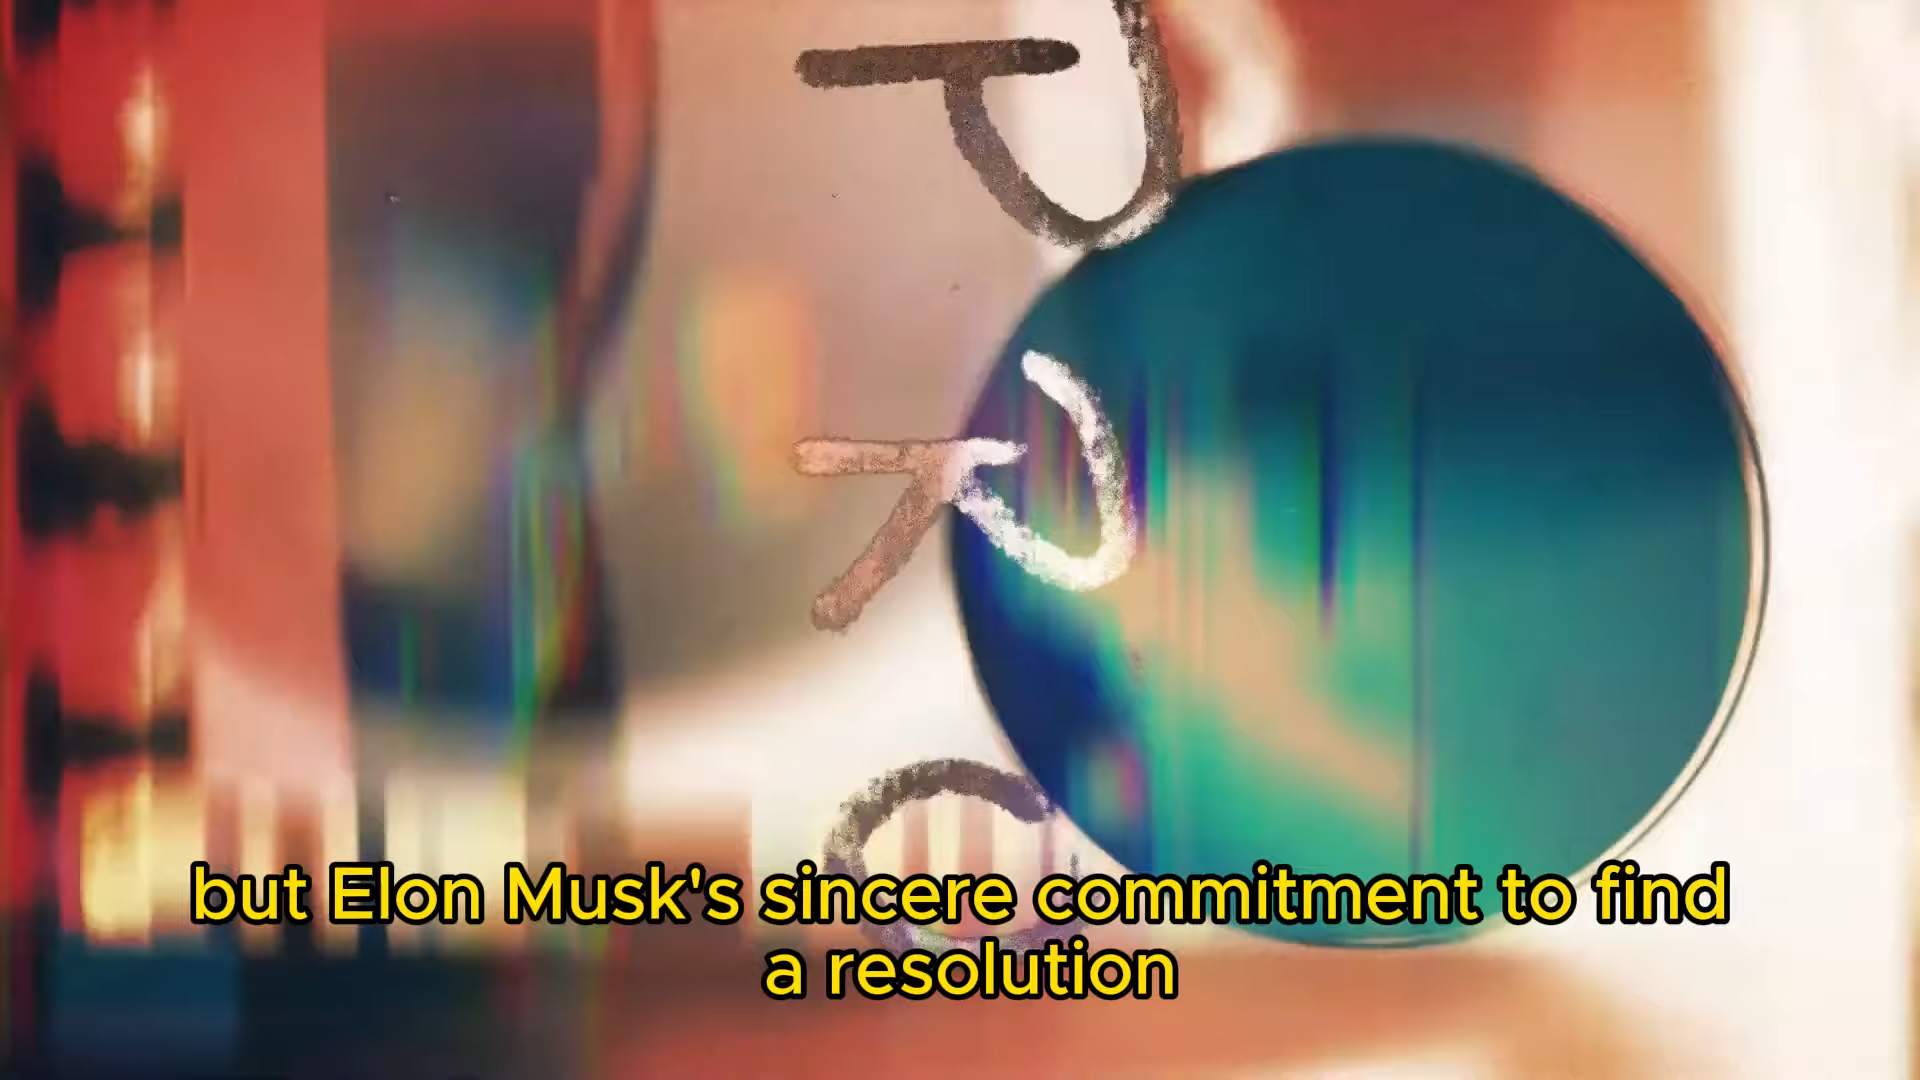 but Elon Musk's sincere commitment to find
a resolution